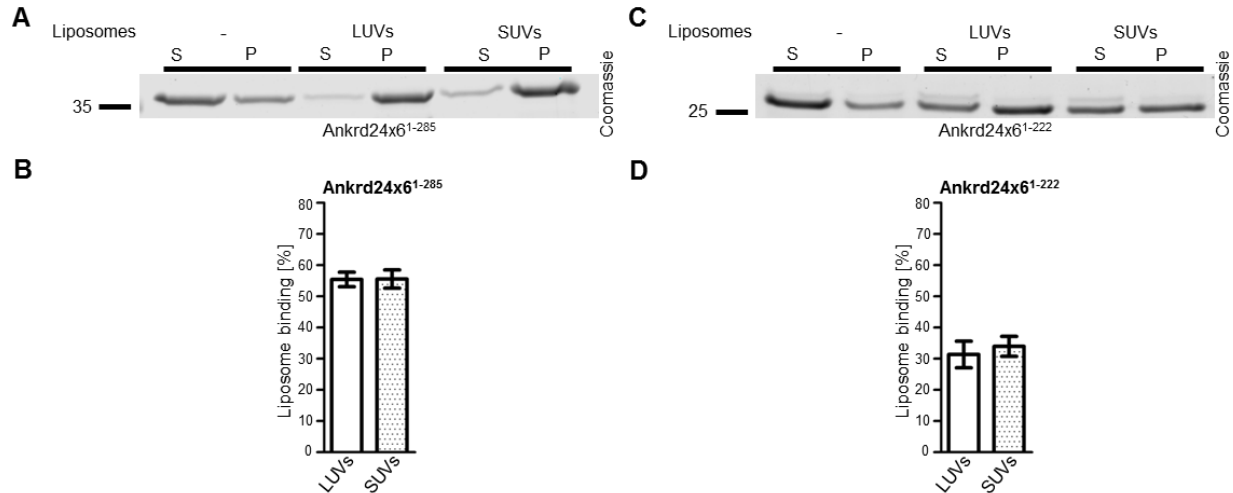 A
Liposomes - LUVs SUVs
S P S P S P
35
Coomassie
Ankrd24x6¹⁻²⁸⁵
B
Ankrd24x6¹⁻²⁸⁵
Liposome binding [%]
80
70
60
50
40
30
20
10
0
LUVs
SUVs
C
Liposomes - LUVs SUVs
S P S P S P
25
Coomassie
Ankrd24x6¹⁻²²²
D
Ankrd24x6¹⁻²²²
Liposome binding [%]
80
70
60
50
40
30
20
10
0
LUVs
SUVs